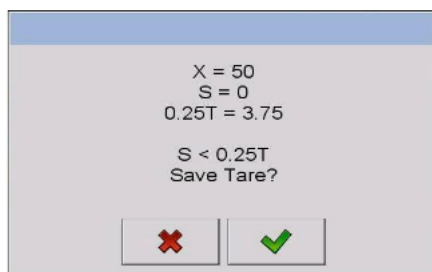 X = 50
S = 0
0.25T = 3.75
S < 0.25T
Save Tare?